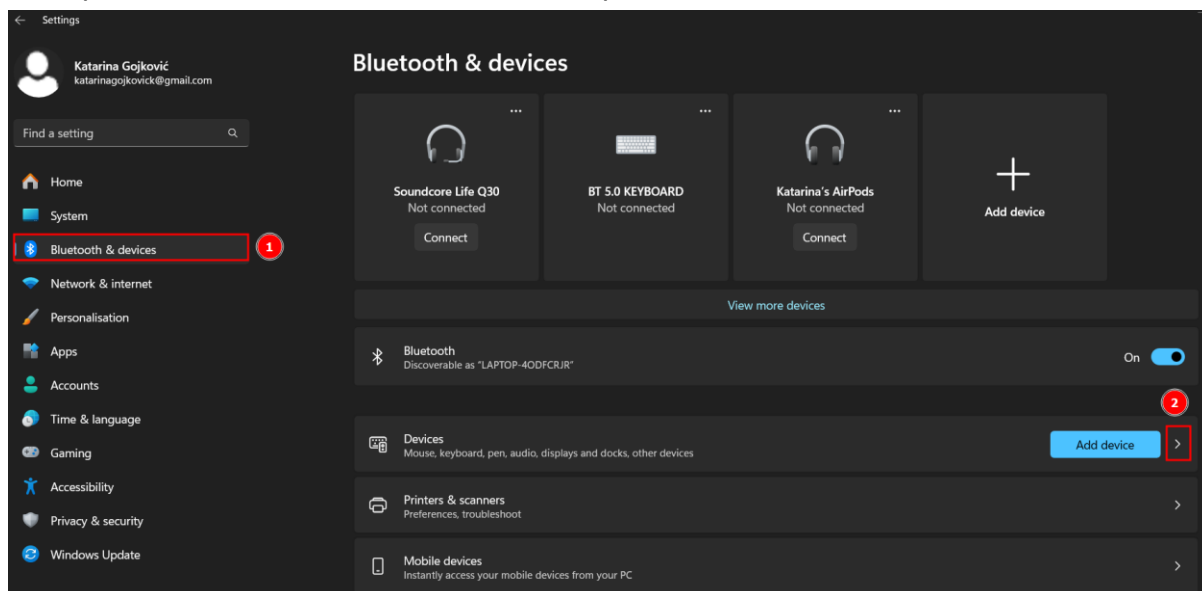 Settings
Katarina Gojković
katarinagojkovick@gmail.com
Find a setting
Home
System
Bluetooth & devices
1
Network & internet
Personalisation
Apps
Accounts
Time & language
Gaming
Accessibility
Privacy & security
Windows Update
Bluetooth & devices
Soundcore Life Q30
Not connected
Connect
BT 5.0 KEYBOARD
Not connected
Katarina's AirPods
Not connected
Connect
Add device
View more devices
Bluetooth
Discoverable as "LAPTOP-4ODFCRJR"
On
2
Devices
Mouse, keyboard, pen, audio, displays and docks, other devices
Add device
Printers & scanners
Preferences, troubleshoot
Mobile devices
Instantly access your mobile devices from your PC